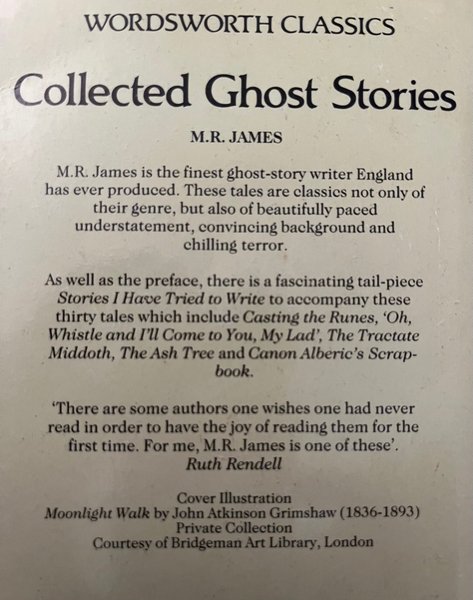 WORDSWORTH CLASSICS
Collected Ghost Stories
M.R. JAMES
M.R. James is the finest ghost-story writer England
has ever produced. These tales are classics not only of
their genre, but also of beautifully paced
understatement, convincing background and
chilling terror.
As well as the preface, there is a fascinating tail-piece
Stories I Have Tried to Write to accompany these
thirty tales which include Casting the Runes, ‘Oh,
Whistle and I'll Come to You, My Lad’, The Tractate
Middoth, The Ash Tree and Canon Alberic's Scrap-
book.
‘There are some authors one wishes one had never
read in order to have the joy of reading them for the
first time. For me, M.R. James is one of these’.
Ruth Rendell
Cover Illustration
Moonlight Walk by John Atkinson Grimshaw (1836-1893)
Private Collection
Courtesy of Bridgeman Art Library, London